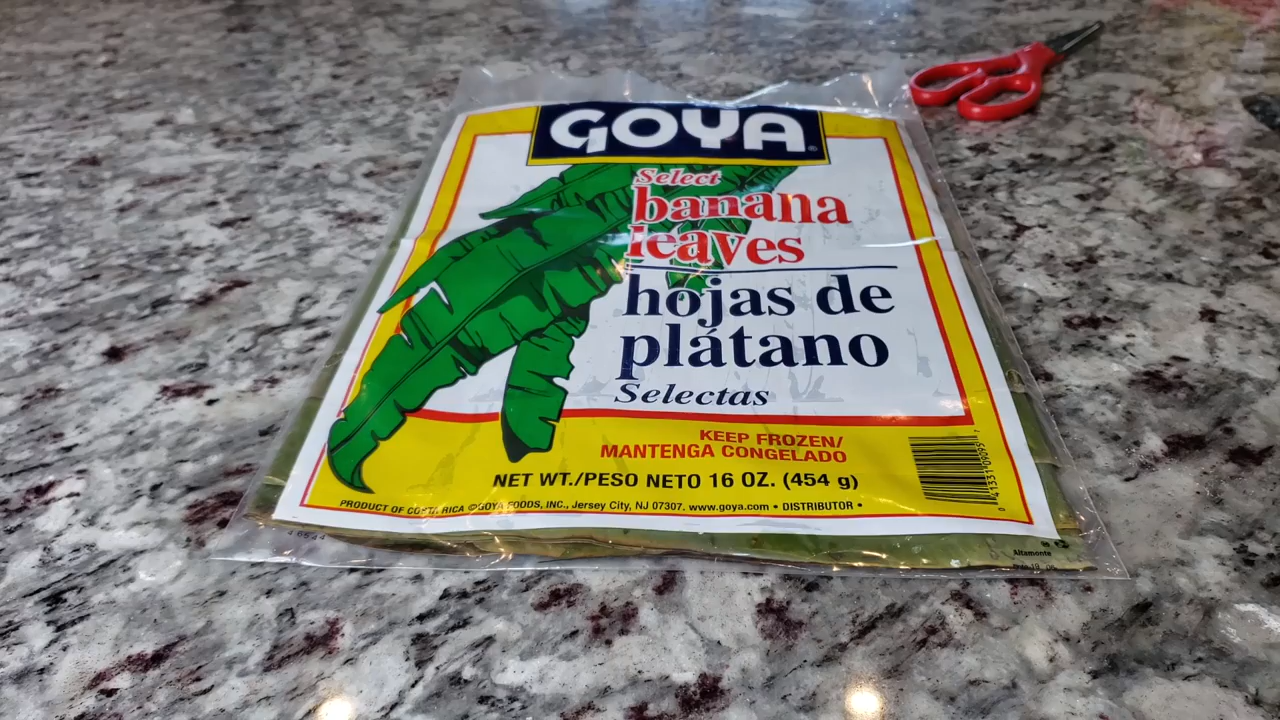 GOYA
Select
banana
leaves
hojas de
plátano
Selectas
KEEP FROZEN/
MANTENGA CONGELADO
NET WT./PESO NETO 16 OZ. (454 g)
PRODUCT OF COSTA RICA ©GOYA FOODS, INC., Jersey City, NJ 07307. www.goya.com • DISTRIBUTOR •
Altamonte